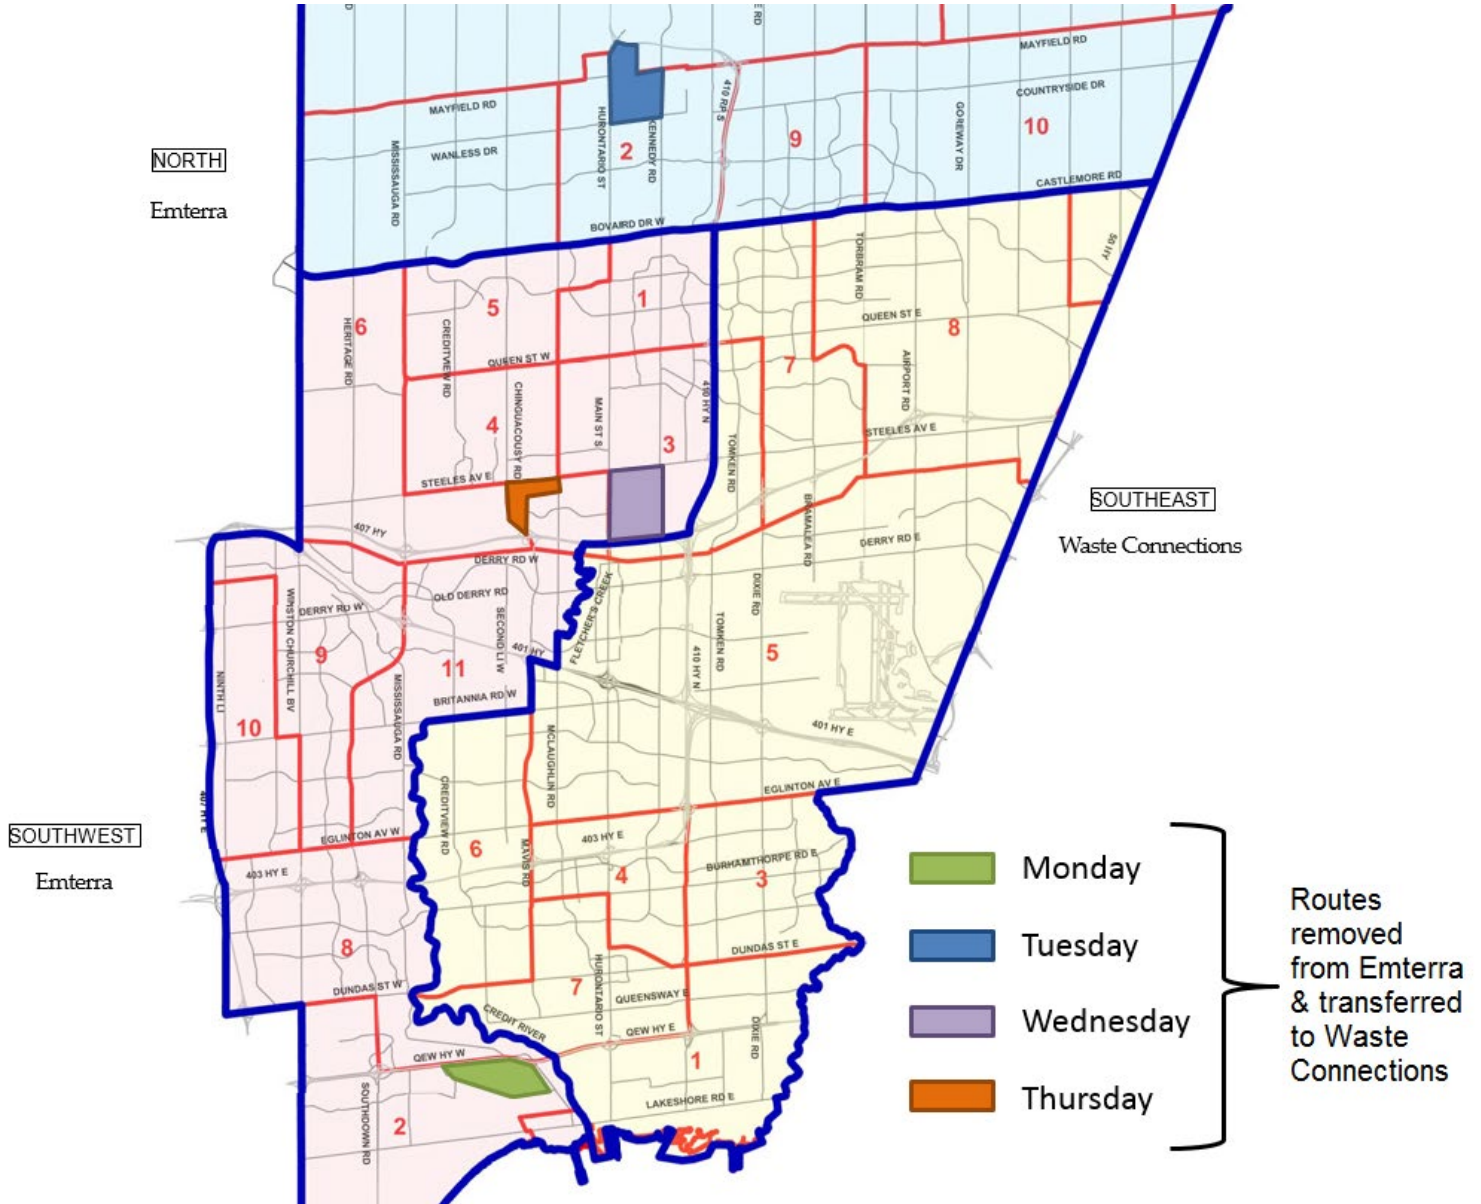 D
E RD
MAYFIELD RD
COUNTRYSIDE DR
410 RP S
MAYFIELD RD
HURONTARIO ST
KENNEDY RD
GOREWAY DR
9
10
MISSISSAUGA RD
WANLESS DR
2
NORTH
Emterra
CASTLEMORE RD
BOVAIRD DR W
TORBRAM RD
50 HY
1
5
6
HERITAGE RD
CREDITVIEW RD
QUEEN ST E
8
QUEEN ST W
7
AIRPORT RD
CHINGUACOUSY RD
MAIN ST S
410 HY N
4
3
STEELES AV E
TOMKEN RD
STEELES AV E
BRAMALEA RD
SOUTHEAST
Waste Connections
407 HY
DERRY RD W
DERRY RD E
OLD DERRY RD
FLETCHER'S CREEK
DIXIE RD
WINSTON CHURCHILL BV
DERRY RD W
SECOND LI W
TOMKEN RD
9
11
401 HY
410 HY N
5
NINTH LI
MISSISSAUGA RD
BRITANNIA RD W
10
401 HY E
MCLAUGHLIN RD
EGLINTON AV E
407 HY E
CREDITVIEW RD
SOUTHWEST
Emterra
EGLINTON AV W
403 HY E
6
MAVIS RD
403 HY E
4
BURHAMTHORPE RD E
3
8
DUNDAS ST E
HURONTARIO ST
DUNDAS ST W
7
QUEENSWAY E
CREDIT RIVER
QEW HY E
DIXIE RD
QEW HY W
1
SOUTHDOWN RD
LAKESHORE RD E
2
Monday
Tuesday
Wednesday
Thursday
Routes
removed
from Emterra
& transferred
to Waste
Connections